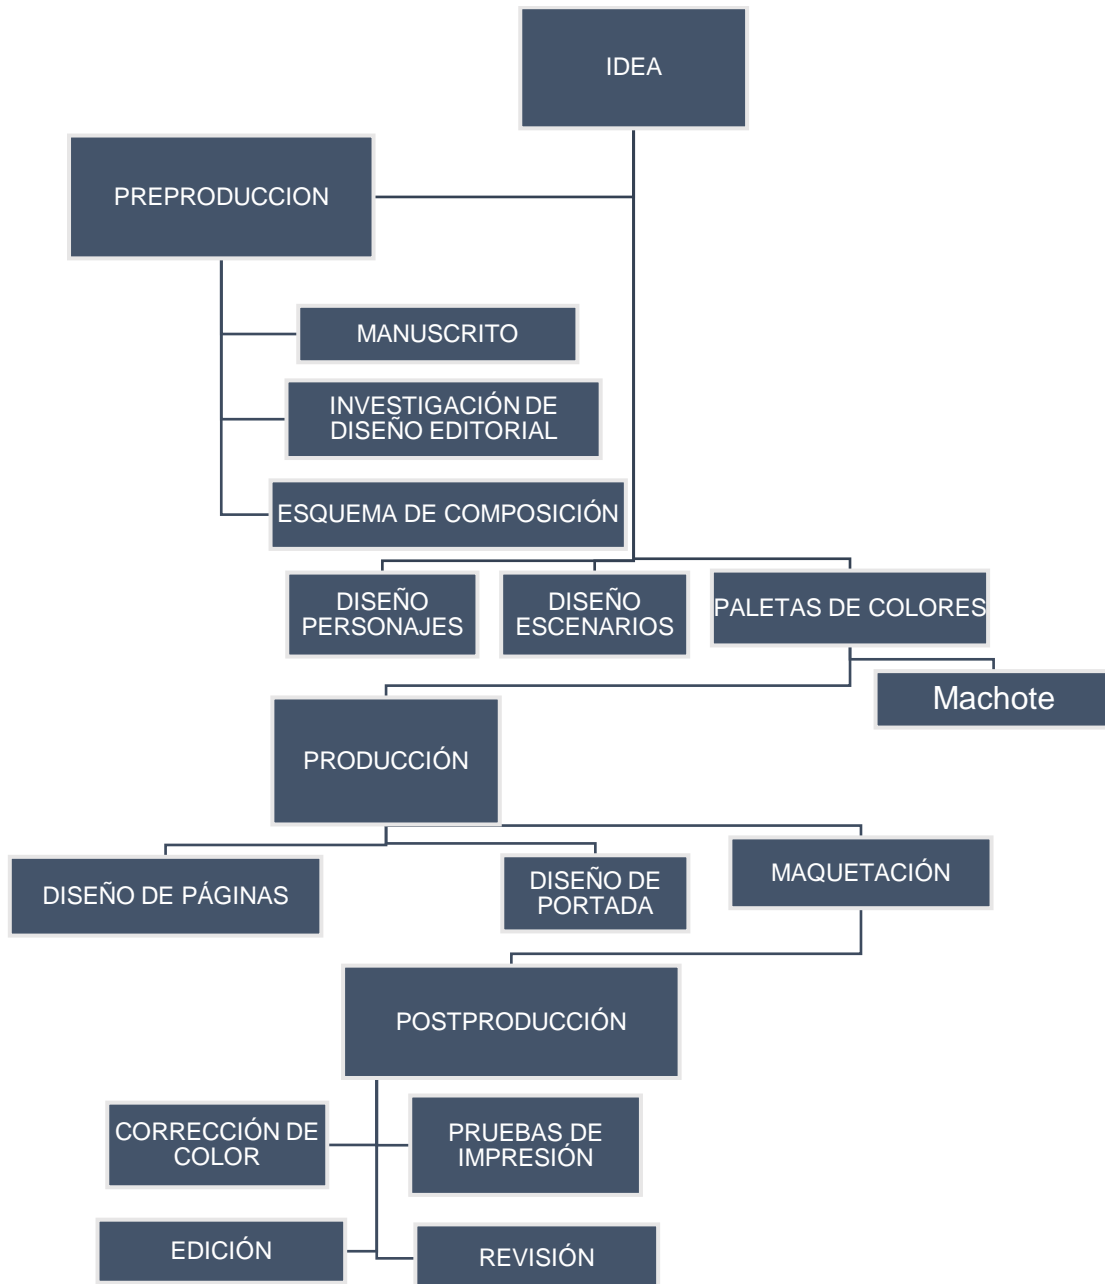 IDEA
PREPRODUCCION
MANUSCRITO
INVESTIGACIÓN DE
DISEÑO EDITORIAL
ESQUEMA DE COMPOSICIÓN
DISEÑO
PERSONAJES
DISEÑO
ESCENARIOS
PALETAS DE COLORES
Machote
PRODUCCIÓN
DISEÑO DE PÁGINAS
DISEÑO DE
PORTADA
MAQUETACIÓN
POSTPRODUCCIÓN
CORRECCIÓN DE
COLOR
PRUEBAS DE
IMPRESIÓN
EDICIÓN
REVISIÓN